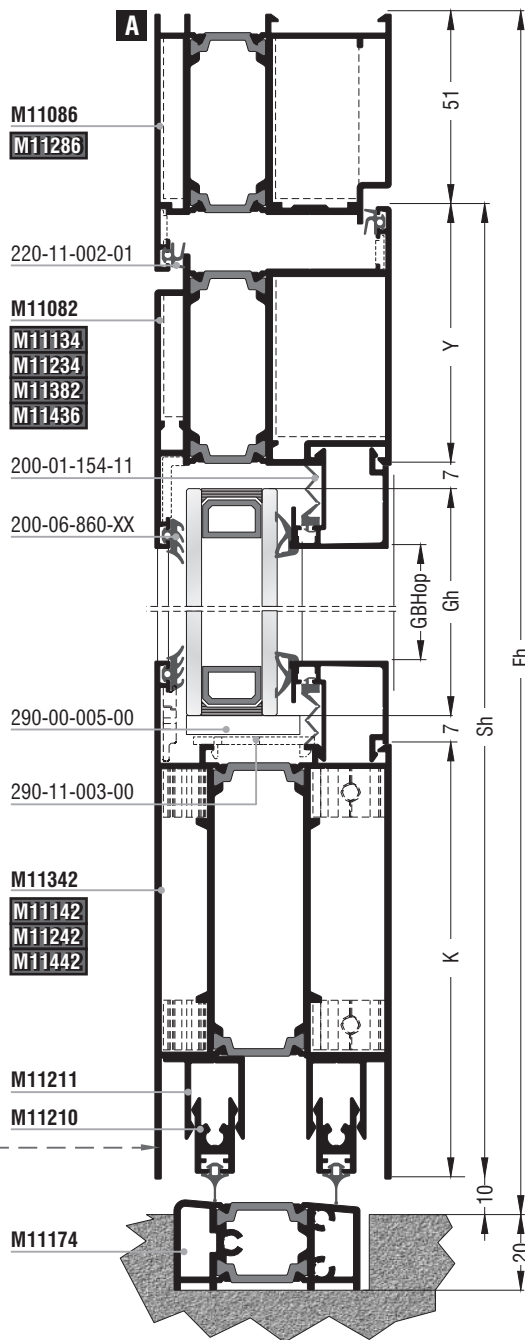 A
M11086
M11286
220-11-002-01
M11082
M11134
M11234
M11382
M11436
200-01-154-11
200-06-860-XX
290-00-005-00
290-11-003-00
M11342
M11142
M11242
M11442
M11211
M11210
M11174
51
Y
7
Gh
GBHop
7
K
10
20
Sh
Fh